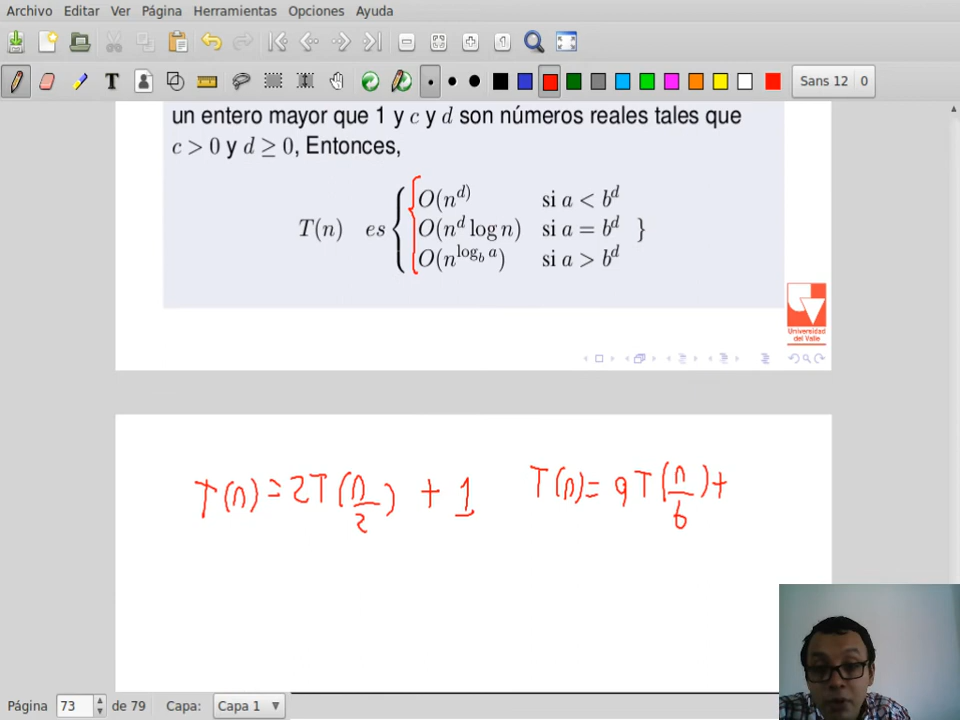 Archivo Editar Ver Página Herramientas Opciones Ayuda
Sans 12 0
un entero mayor que 1 y c y d son números reales tales que
c > 0 y d ≥ 0, Entonces,
T(n) es { O(n^d) si a < b^d
O(n^d log n) si a = b^d }
O(n^{log_b a}) si a > b^d
Universidad
del Valle
T(n) = 2T(n/2) + 1 T(n) = aT(n/b) +
Página 73 de 79 Capa: Capa 1